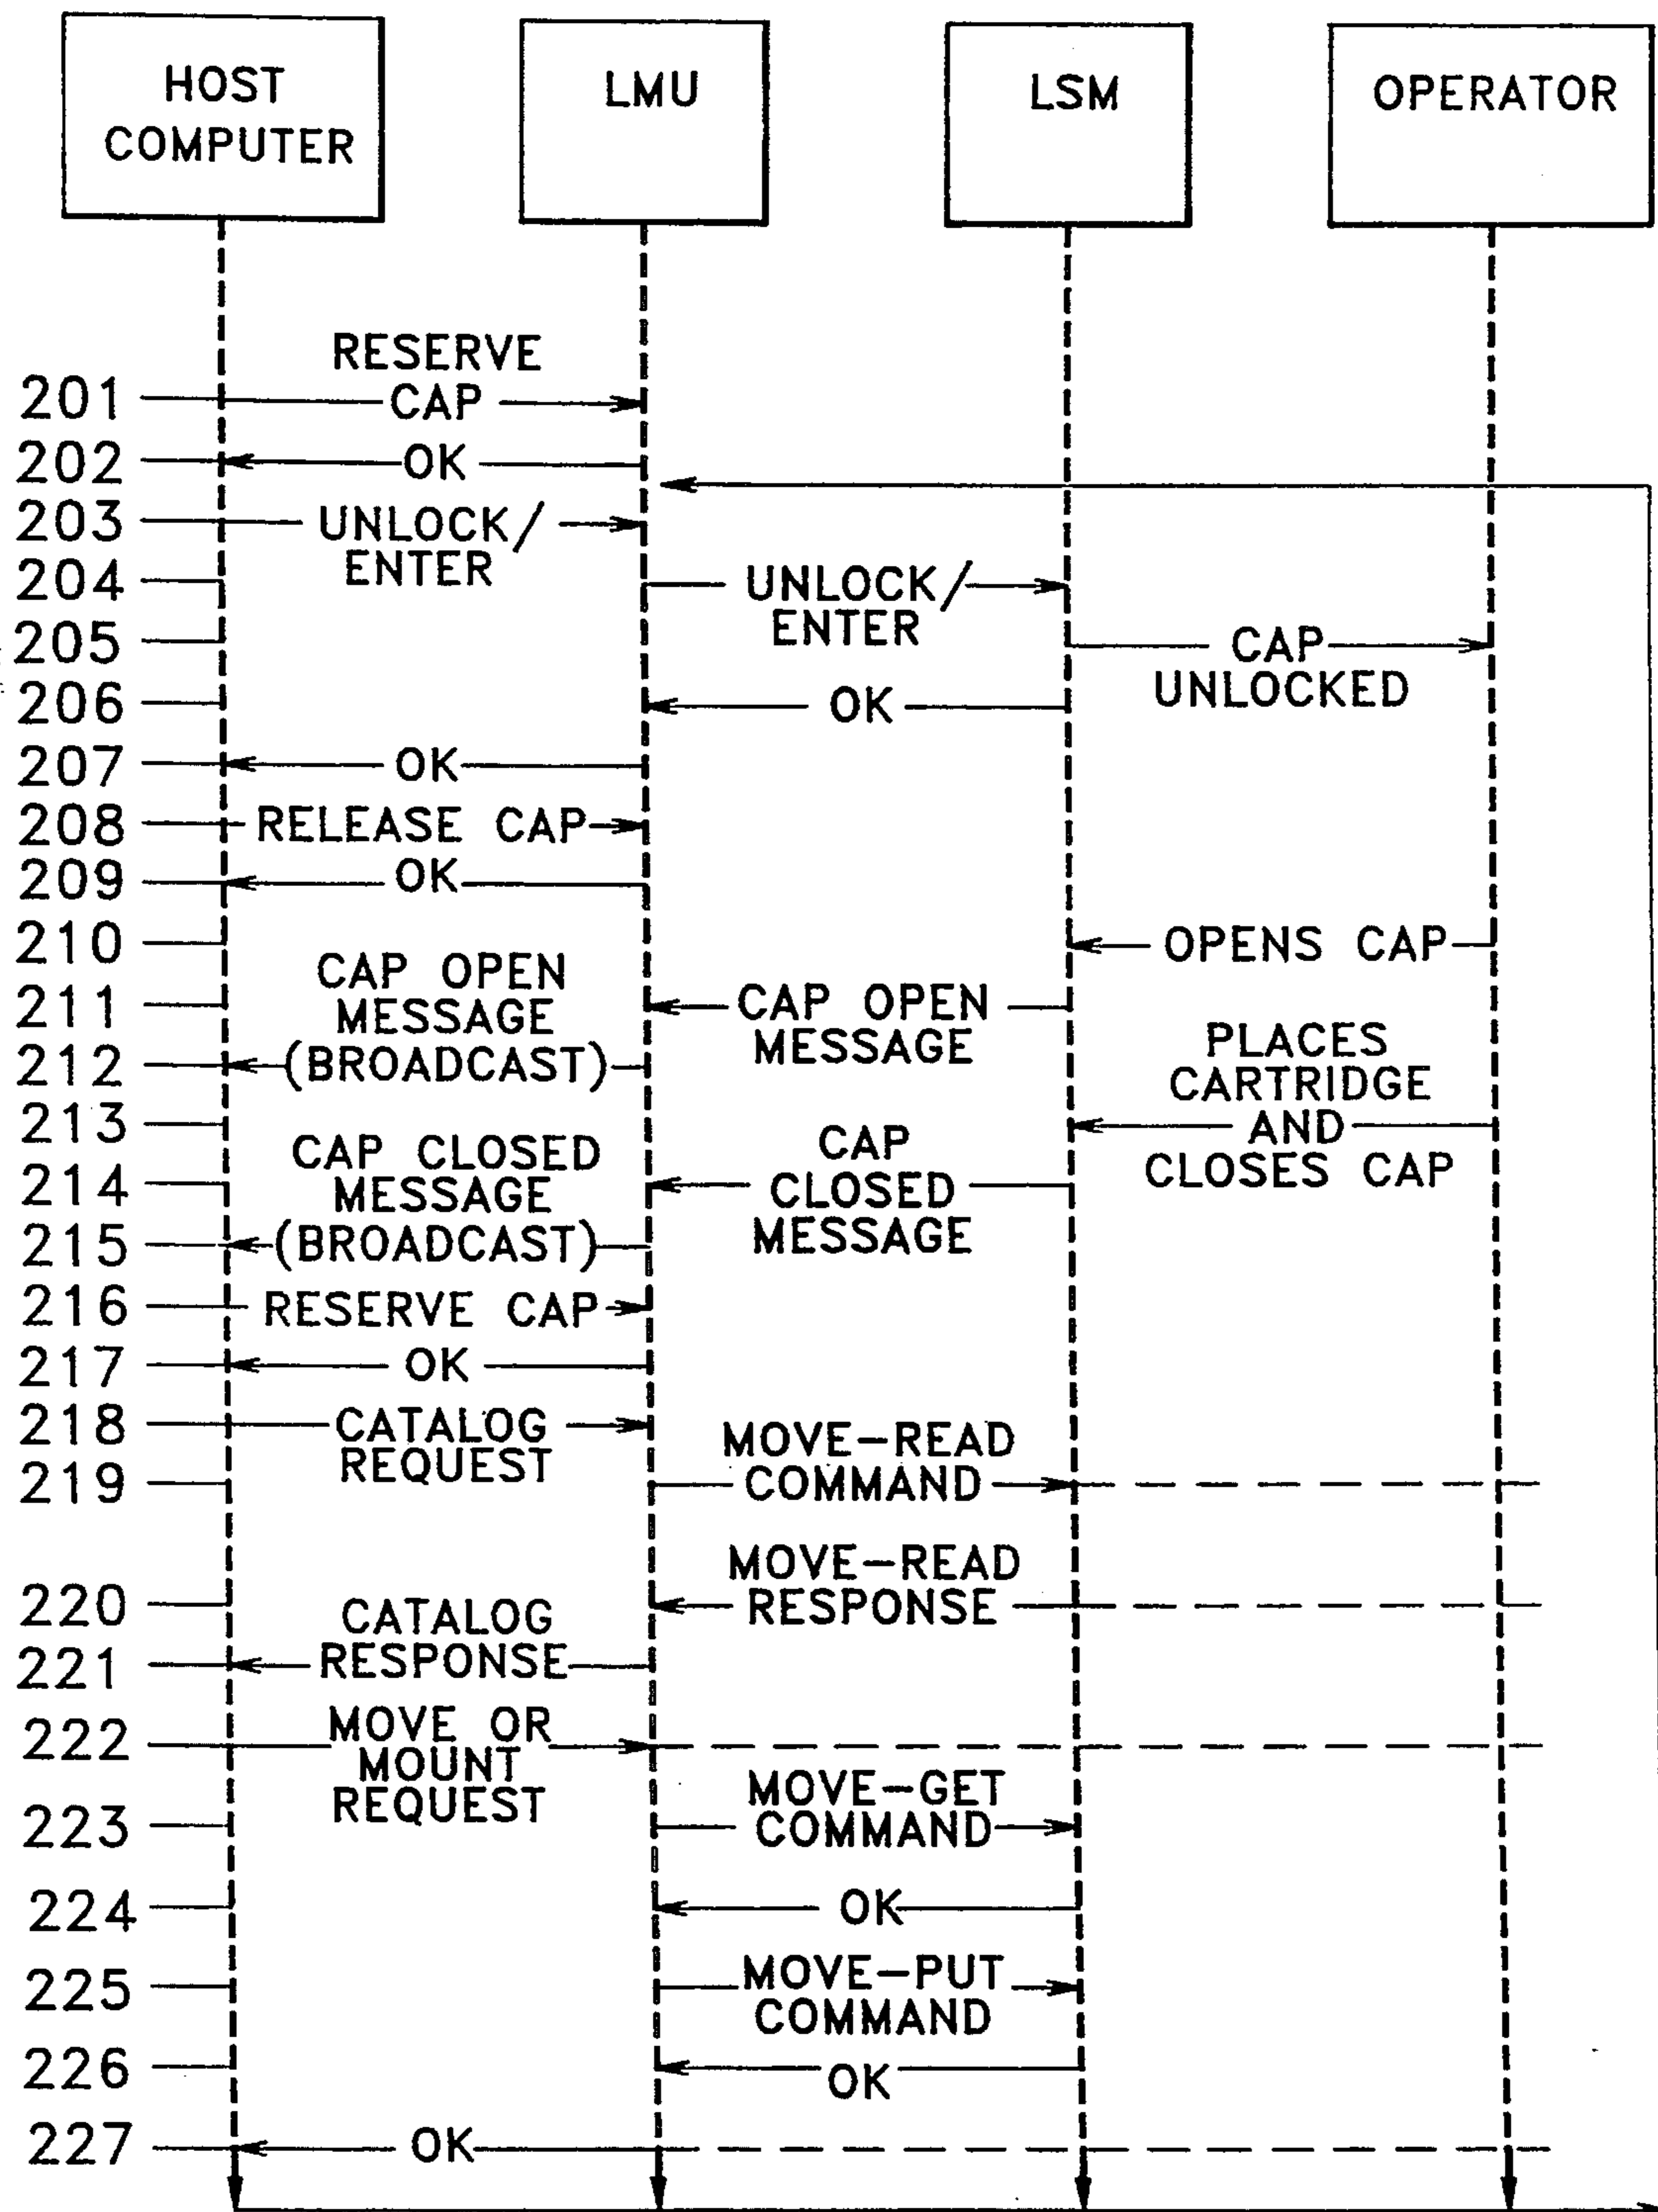 HOST
COMPUTER
LMU
LSM
OPERATOR
RESERVE
201 CAP
202 OK
203 UNLOCK/
ENTER
204 UNLOCK/
ENTER
205 CAP
UNLOCKED
206 OK
207 OK
208 RELEASE CAP
209 OK
210 OPENS CAP
CAP OPEN
211 MESSAGE
CAP OPEN
MESSAGE
212 (BROADCAST)
PLACES
CARTRIDGE
213 AND
CLOSES CAP
CAP CLOSED
214 MESSAGE
CAP
CLOSED
MESSAGE
215 (BROADCAST)
216 RESERVE CAP
217 OK
218 CATALOG
REQUEST
MOVE-READ
219 COMMAND
MOVE-READ
220 RESPONSE
CATALOG
221 RESPONSE
MOVE OR
222 MOUNT
REQUEST
MOVE-GET
223 COMMAND
224 OK
MOVE-PUT
225 COMMAND
226 OK
227 OK